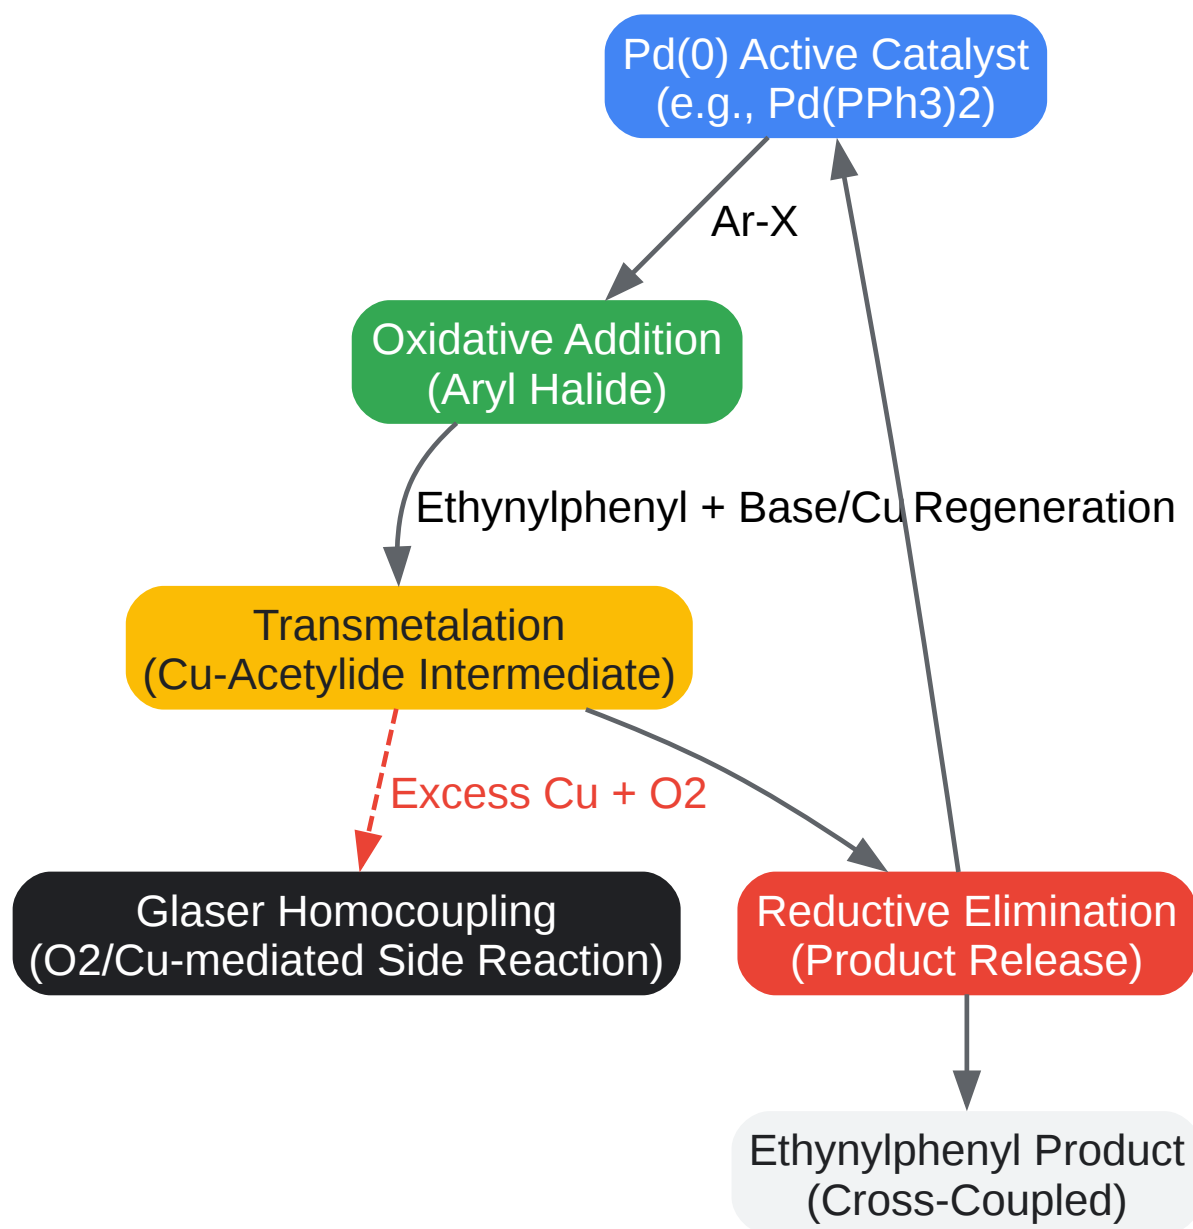 Pd(0) Active Catalyst
(e.g., Pd(PPh3)2)
Ar-X
Oxidative Addition
(Aryl Halide)
Ethynylphenyl + Base/Cu
Regeneration
Transmetalation
(Cu-Acetylide Intermediate)
Excess Cu + O2
Glaser Homocoupling
(O2/Cu-mediated Side Reaction)
Reductive Elimination
(Product Release)
Ethynylphenyl Product
(Cross-Coupled)